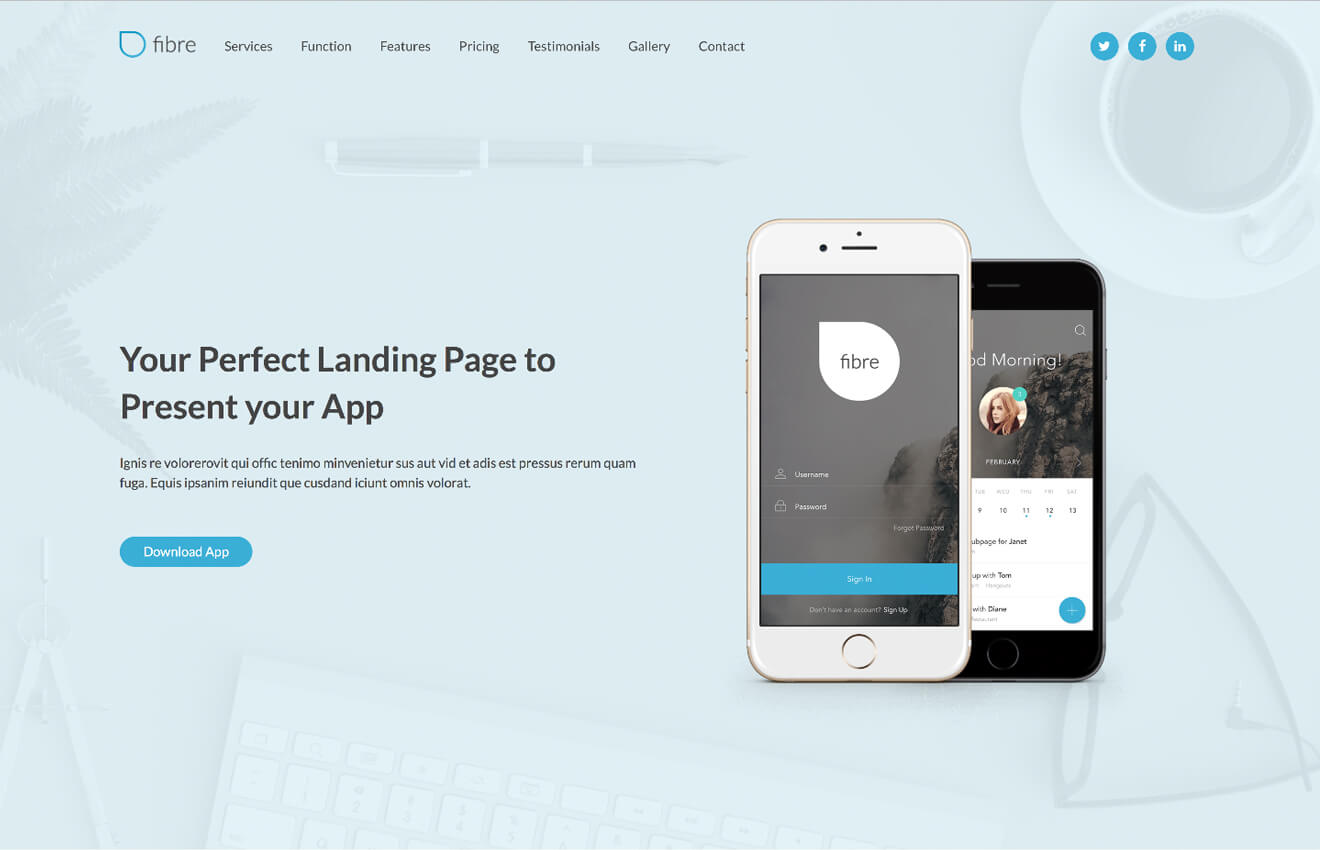 fibre
Services Function Features Pricing Testimonials Gallery Contact
Your Perfect Landing Page to
Present your App
Ignis re volorerovit qui offic tenimo minvenietur sus aut vid et adis est pressus rerum quam
fuga. Equis ipsanim reiundit que cusdand iciunt omnis volorat.
Download App
fibre
Username
Password
Forgot Password
Sign In
Don't have an account? Sign Up
od Morning!
3
FEBRUARY
TUE WED THU FRI SAT
9 10 11 12 13
ubpage for Janet
up with Tom
Hangouts
with Diane
Restaurant